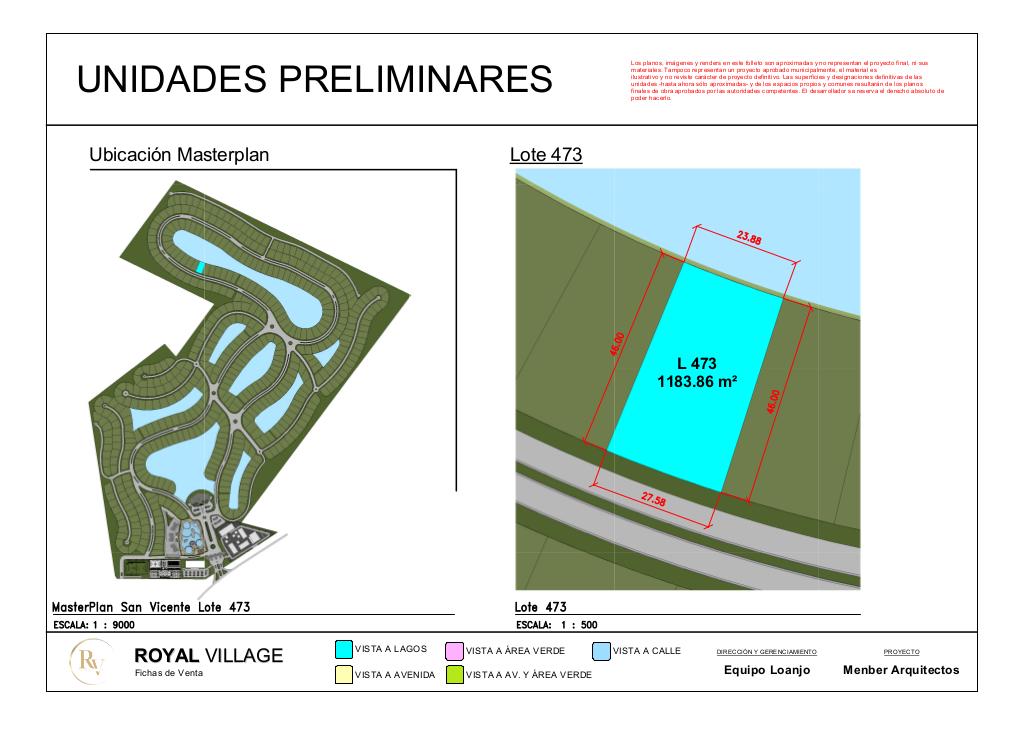 UNIDADES PRELIMINARES
Los planos, imágenes y renders en este folleto son aproximadas y no representan el proyecto final, ni sus
materiales. Tampoco representan un proyecto aprobado municipalmente, el material es
ilustrativo y no reviste carácter de proyecto definitivo. Las superficies y designaciones definitivas de las
unidades -hasta ahora sólo aproximadas- y de los espacios propios y comunes resultarán de los planos
finales de obra aprobados por las autoridades competentes. El desarrollador se reserva el derecho absoluto de
poder hacerlo.
Ubicación Masterplan
Lote 473
23.88
46.00
L 473
1183.86 m²
46.00
27.58
MasterPlan San Vicente Lote 473
ESCALA: 1 : 9000
Lote 473
ESCALA: 1 : 500
RV
ROYAL VILLAGE
Fichas de Venta
VISTA A LAGOS
VISTA A ÁREA VERDE
VISTA A CALLE
VISTA A AVENIDA
VISTA A AV. Y ÁREA VERDE
DIRECCIÓN Y GERENCIAMIENTO
Equipo Loanjo
PROYECTO
Menber Arquitectos